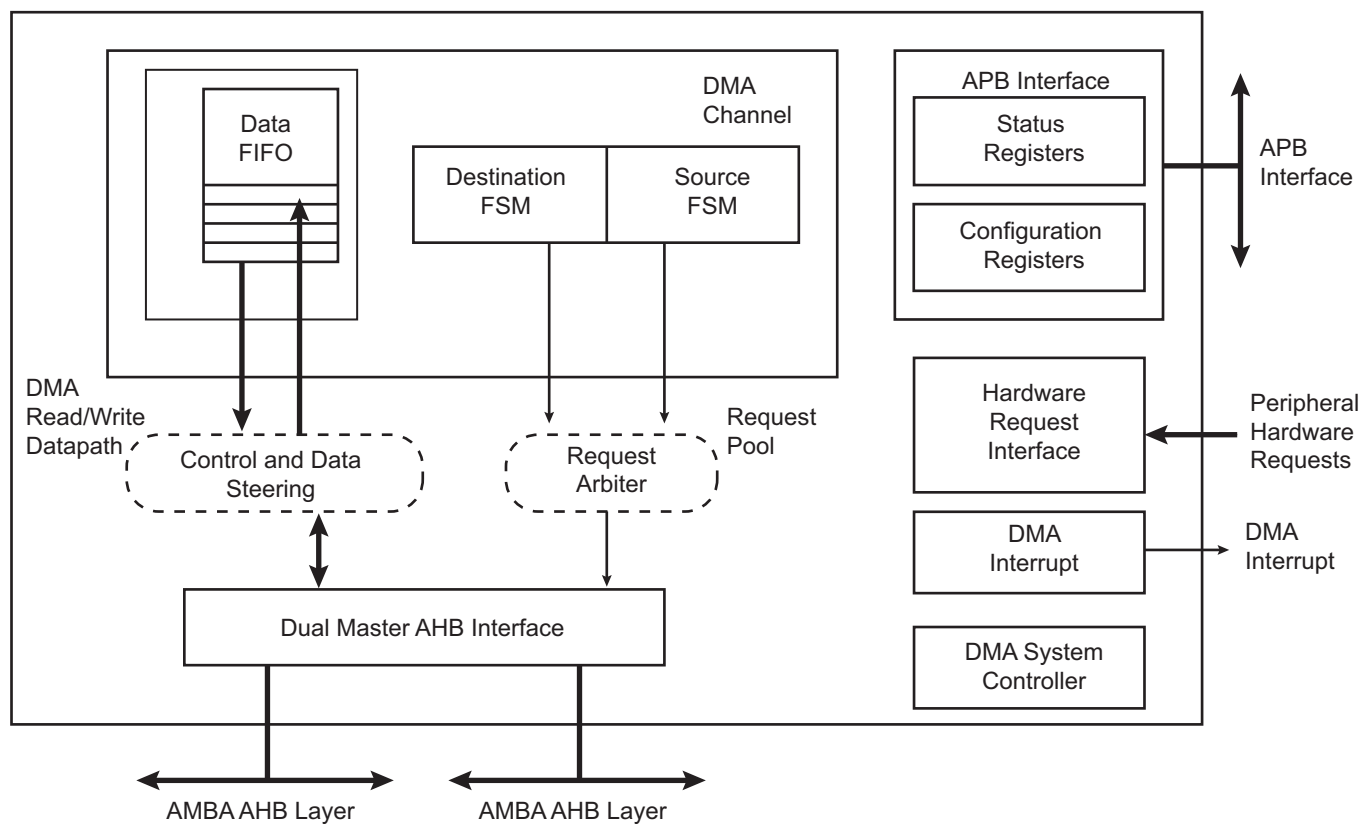 DMA
Channel
Data
FIFO
Destination
FSM
Source
FSM
APB Interface
Status
Registers
Configuration
Registers
APB
Interface
DMA
Read/Write
Datapath
Control and Data
Steering
Request
Arbiter
Request
Pool
Hardware
Request
Interface
Peripheral
Hardware
Requests
DMA
Interrupt
DMA
Interrupt
Dual Master AHB Interface
DMA System
Controller
AMBA AHB Layer
AMBA AHB Layer